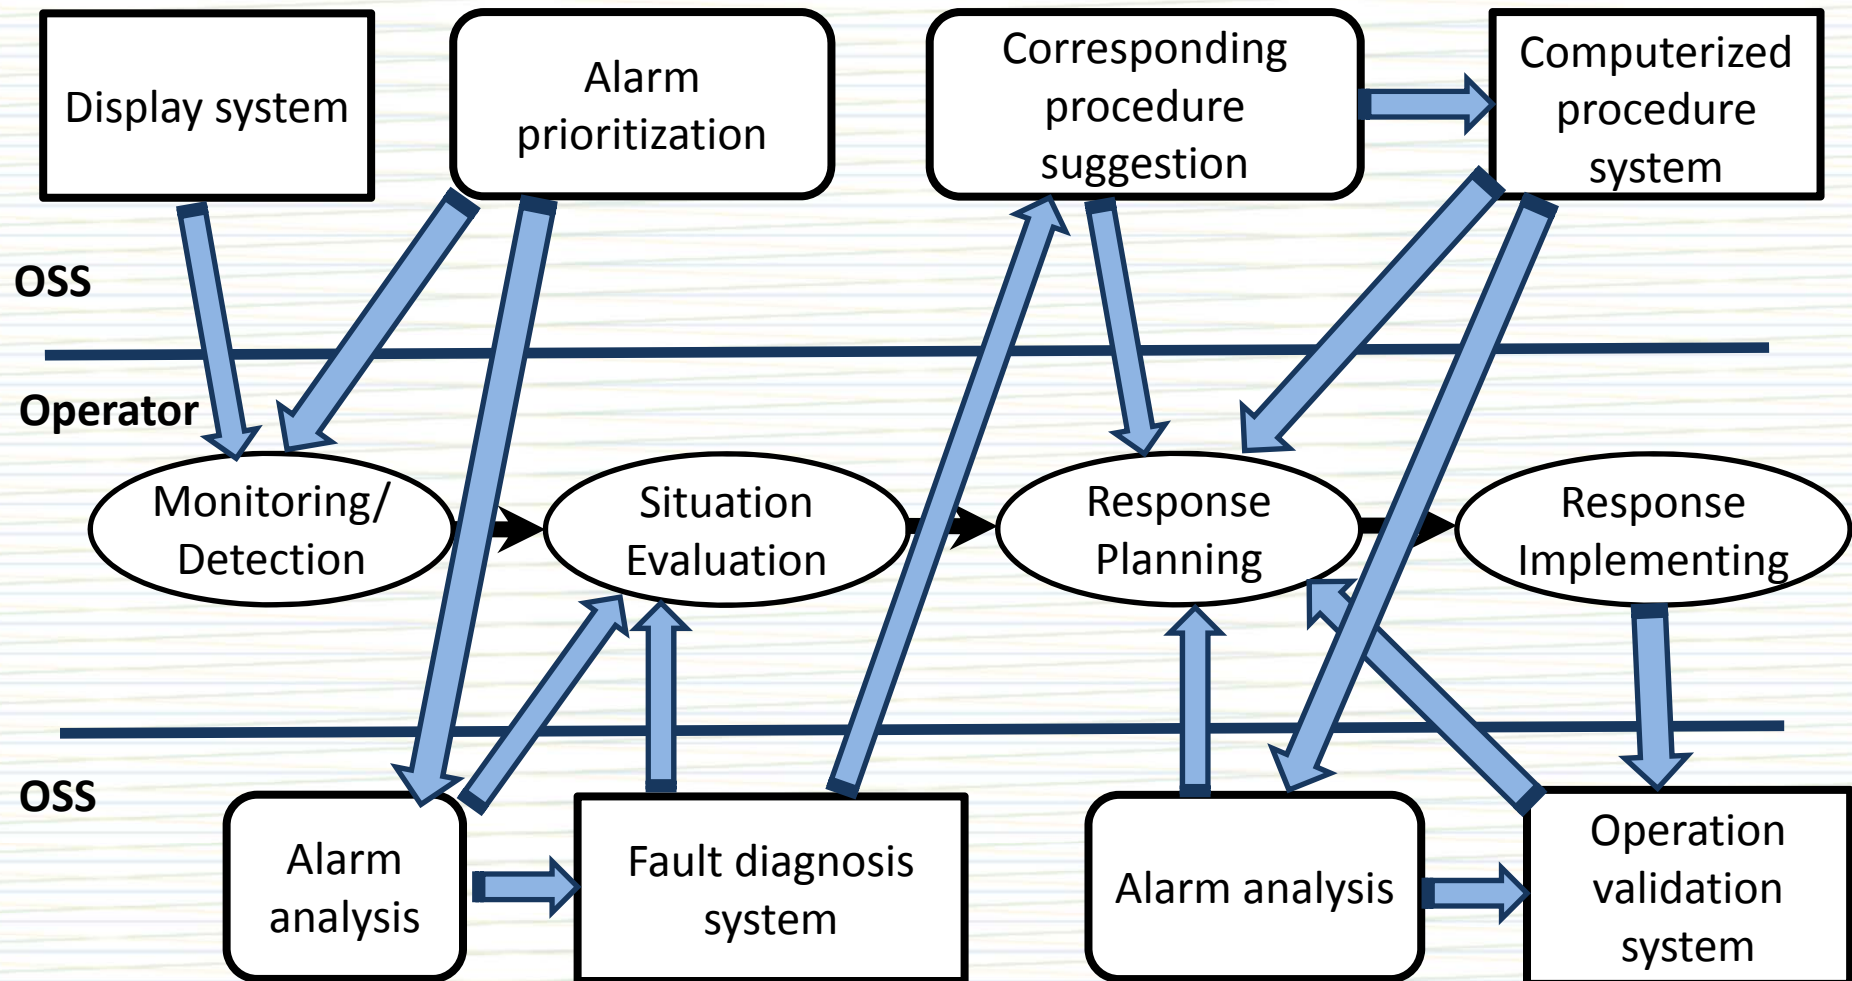 Display system
Alarm
prioritization
Corresponding
procedure
suggestion
Computerized
procedure
system
OSS
Operator
Monitoring/
Detection
Situation
Evaluation
Response
Planning
Response
Implementing
OSS
Alarm
analysis
Fault diagnosis
system
Alarm analysis
Operation
validation
system